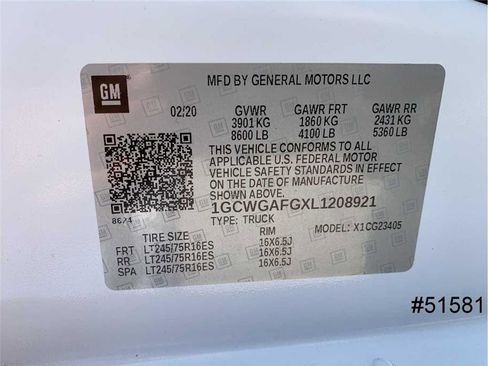 GM
MFD BY GENERAL MOTORS LLC
02/20 GVWR GAWR FRT GAWR RR
3901 KG 1860 KG 2431 KG
8600 LB 4100 LB 5360 LB
THIS VEHICLE CONFORMS TO ALL
APPLICABLE U.S. FEDERAL MOTOR
VEHICLE SAFETY STANDARDS IN EFFECT
ON THE DATE OF MANUFACTURE
SHOWN ABOVE.
1GCWGAFGXL1208921
8624 TYPE: TRUCK MODEL: X1CG23405
TIRE SIZE RIM
FRT LT245/75R16ES 16X6.5J
RR LT245/75R16ES 16X6.5J
SPA LT245/75R16ES 16X6.5J
#51581